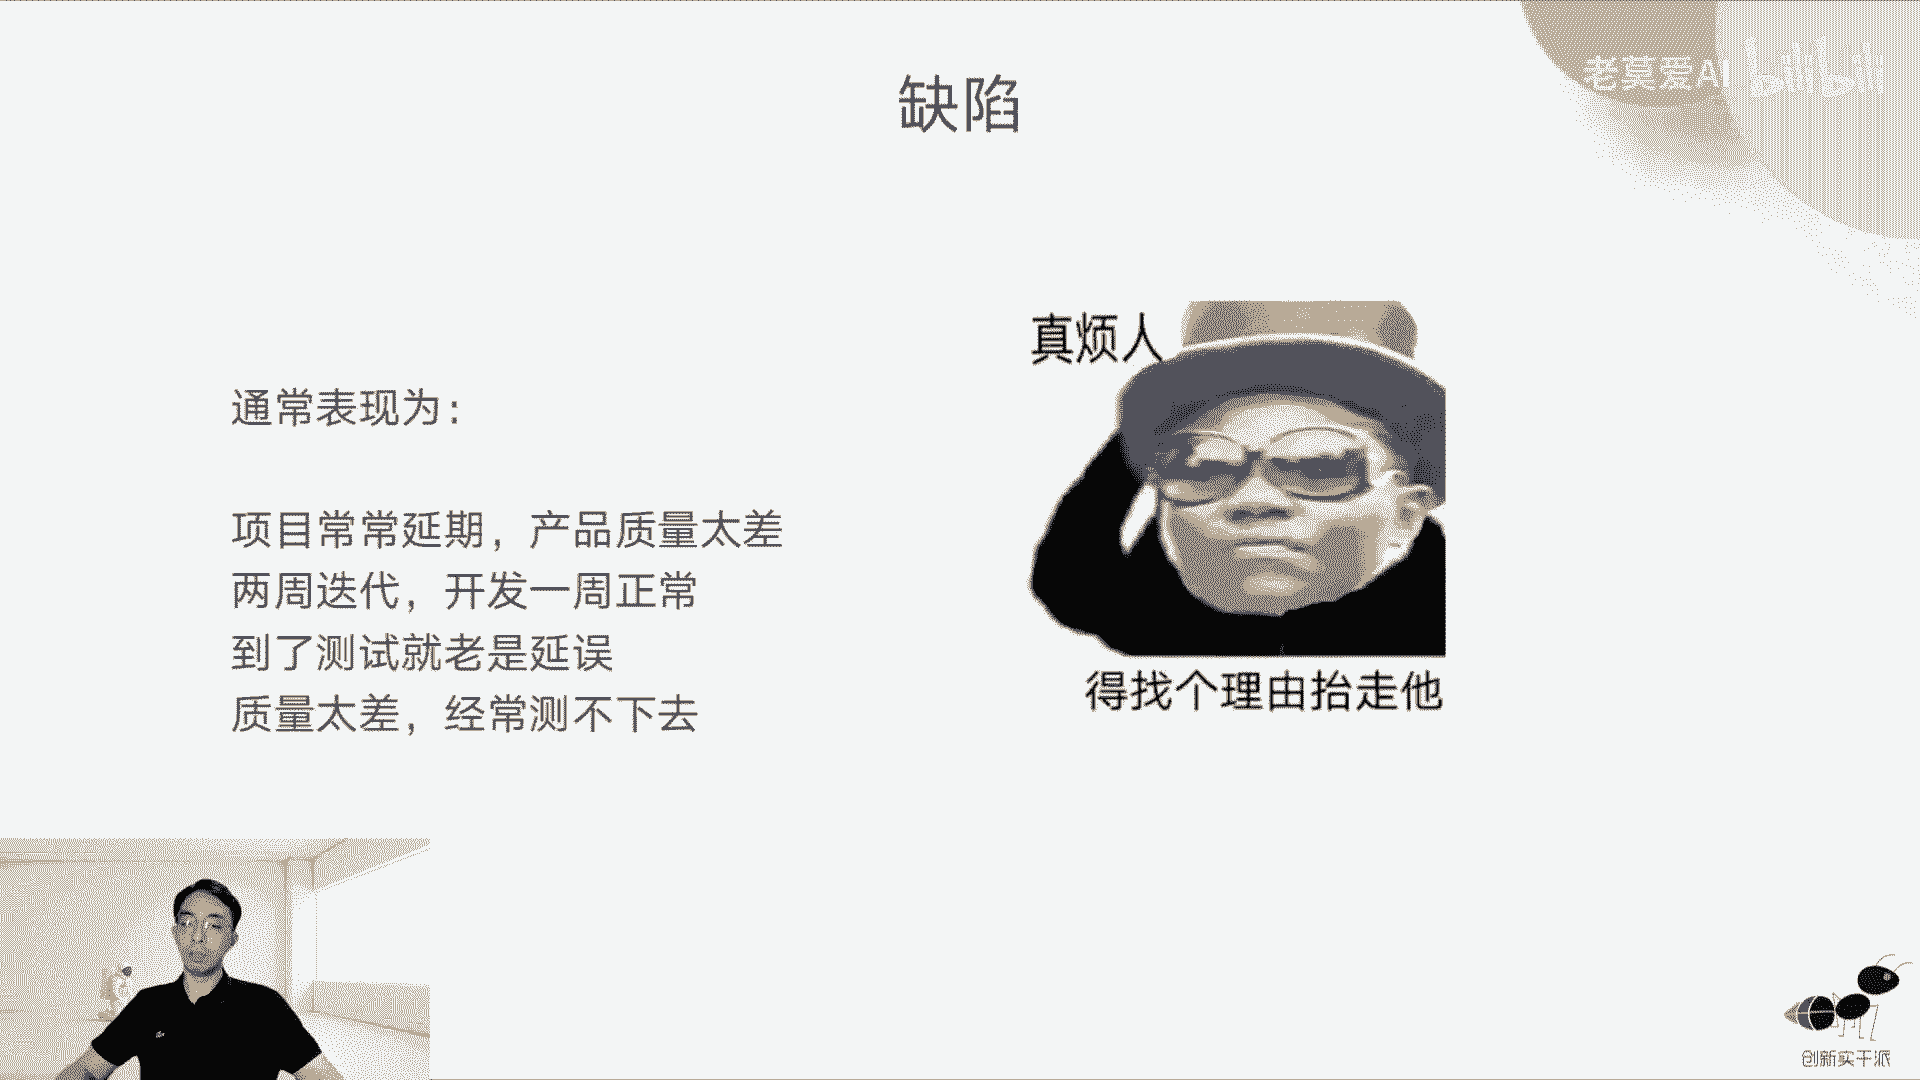 缺陷
老莫爱AI bilibili
真烦人
通常表现为：
项目常常延期，产品质量太差
两周迭代，开发一周正常
到了测试就老是延误
质量太差，经常测不下去
得找个理由抬走他
创新实干派